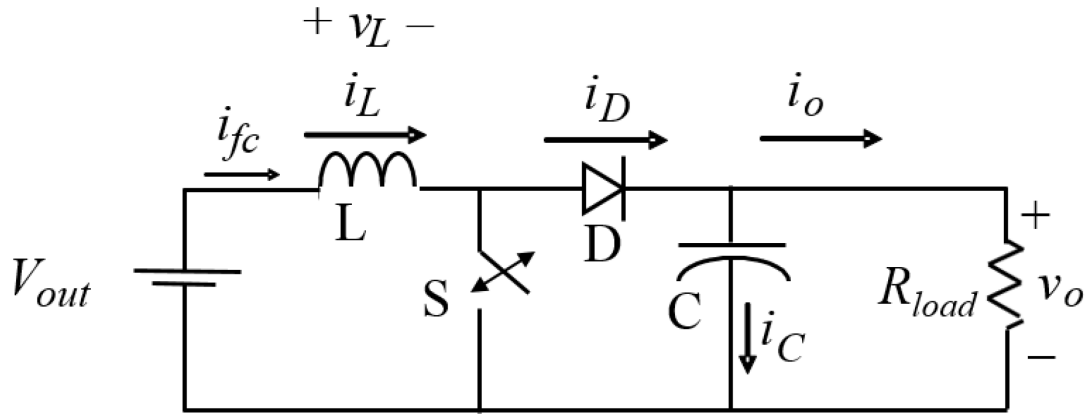 + v_L −
i_L
i_D
i_o
i_fc
L
D
+
V_out
S
C
R_load
v_o
i_C
−